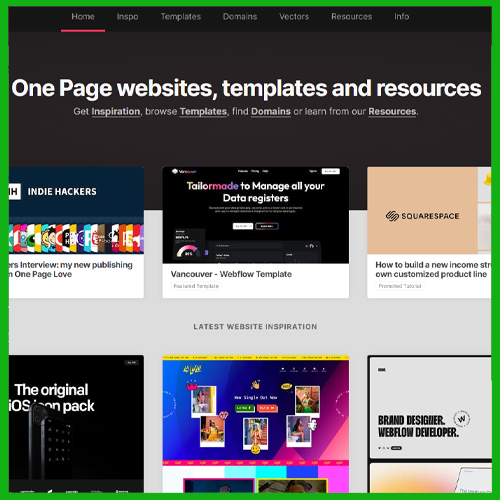 Home Inspo Templates Domains Vectors Resources Info
One Page websites, templates and resources
Get Inspiration, browse Templates, find Domains or learn from our Resources.
INDIE HACKERS
Interview: my new publishing
One Page Love
Vancouver
Tailormade to Manage all your
Data registers
Vancouver - Webflow Template
Featured Template
SQUARESPACE
How to build a new income
own customized product line
Promoted Tutorial
LATEST WEBSITE INSPIRATION
The original
iOS icon pack
New Single Out Now
BRAND DESIGNER.
WEBFLOW DEVELOPER.